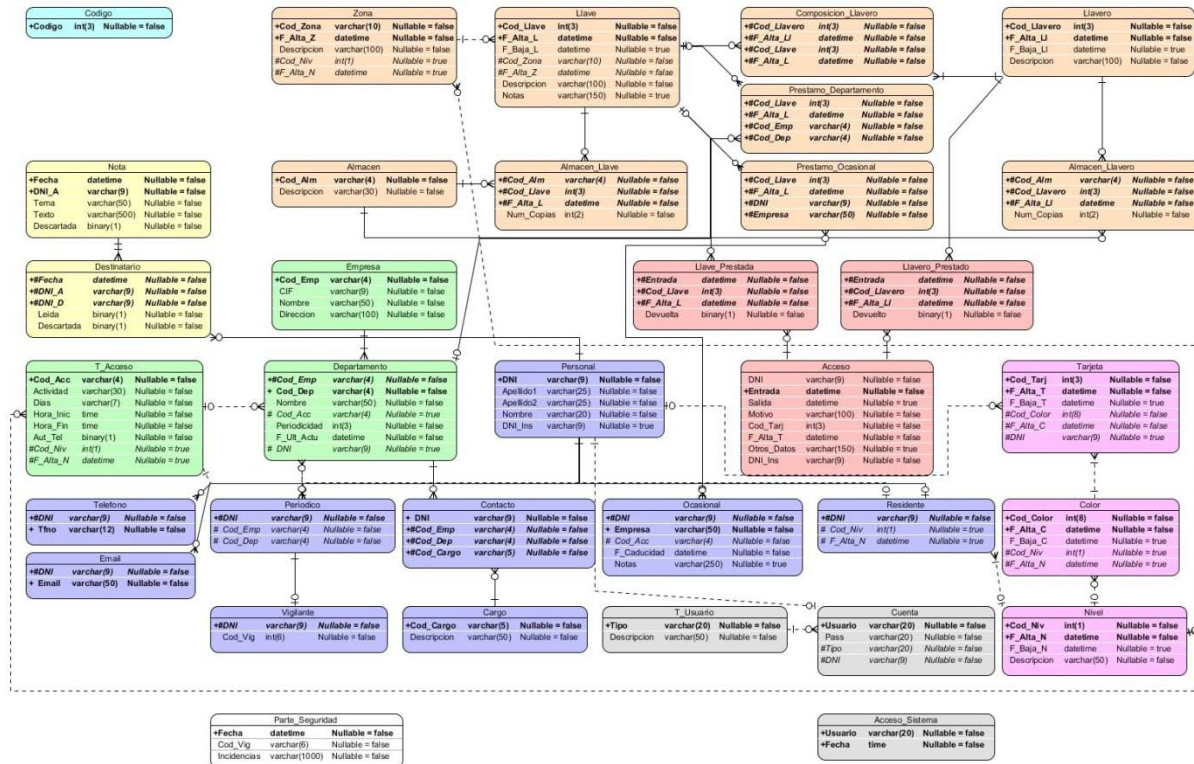 Codigo
+Codigo int(3) Nullable = false
Zona
+Cod_Zona varchar(10) Nullable = false
+F_Alta_Z datetime Nullable = false
Descripcion varchar(100) Nullable = false
#Cod_Niv int(1) Nullable = true
#F_Alta_N datetime Nullable = true
Llave
+Cod_Llave int(3) Nullable = false
+F_Alta_L datetime Nullable = false
F_Baja_L datetime Nullable = true
#Cod_Zona varchar(10) Nullable = false
#F_Alta_Z datetime Nullable = false
Descripcion varchar(100) Nullable = false
Notas varchar(150) Nullable = true
Composicion_Llavero
+#Cod_Llavero int(3) Nullable = false
+#F_Alta_Ll datetime Nullable = false
+#Cod_Llave int(3) Nullable = false
+#F_Alta_L datetime Nullable = false
Llavero
+Cod_Llavero int(3) Nullable = false
+F_Alta_Ll datetime Nullable = false
F_Baja_Ll datetime Nullable = true
Descripcion varchar(100) Nullable = false
Prestamo_Departamento
+#Cod_Llave int(3) Nullable = false
+#F_Alta_L datetime Nullable = false
+#Cod_Emp varchar(4) Nullable = false
+#Cod_Dep varchar(4) Nullable = false
Nota
+Fecha datetime Nullable = false
+DNI_A varchar(9) Nullable = false
Tema varchar(50) Nullable = false
Texto varchar(500) Nullable = false
Descartada binary(1) Nullable = false
Almacen
+Cod_Alm varchar(4) Nullable = false
Descripcion varchar(30) Nullable = false
Almacen_Llave
+#Cod_Alm varchar(4) Nullable = false
+#Cod_Llave int(3) Nullable = false
+#F_Alta_L datetime Nullable = false
Num_Copias int(2) Nullable = false
Prestamo_Ocasional
+#Cod_Llave int(3) Nullable = false
+#F_Alta_L datetime Nullable = false
+#DNI varchar(9) Nullable = false
+#Empresa varchar(50) Nullable = false
Almacen_Llavero
+#Cod_Alm varchar(4) Nullable = false
+#Cod_Llavero int(3) Nullable = false
+#F_Alta_Ll datetime Nullable = false
Num_Copias int(2) Nullable = false
Destinatario
+#Fecha datetime Nullable = false
+#DNI_A varchar(9) Nullable = false
+#DNI_D varchar(9) Nullable = false
Leida binary(1) Nullable = false
Descartada binary(1) Nullable = false
Empresa
+Cod_Emp varchar(4) Nullable = false
CIF varchar(9) Nullable = false
Nombre varchar(50) Nullable = false
Direccion varchar(100) Nullable = false
Llave_Prestada
+#Entrada datetime Nullable = false
+#Cod_Llave int(3) Nullable = false
+#F_Alta_L datetime Nullable = false
Devuelta binary(1) Nullable = false
Llavero_Prestado
+#Entrada datetime Nullable = false
+#Cod_Llavero int(3) Nullable = false
+#F_Alta_Ll datetime Nullable = false
Devuelto binary(1) Nullable = false
T_Acceso
+Cod_Acc varchar(4) Nullable = false
Actividad varchar(30) Nullable = false
Dias varchar(7) Nullable = false
Hora_Inic time Nullable = false
Hora_Fin time Nullable = false
Aut_Tel binary(1) Nullable = false
#Cod_Niv int(1) Nullable = true
#F_Alta_N datetime Nullable = true
Departamento
+#Cod_Emp varchar(4) Nullable = false
+ Cod_Dep varchar(4) Nullable = false
Nombre varchar(50) Nullable = false
# Cod_Acc varchar(4) Nullable = true
Periodicidad int(3) Nullable = false
F_Ult_Actu datetime Nullable = false
# DNI varchar(9) Nullable = true
Personal
+DNI varchar(9) Nullable = false
Apellido1 varchar(25) Nullable = false
Apellido2 varchar(25) Nullable = false
Nombre varchar(20) Nullable = false
DNI_Ins varchar(9) Nullable = true
Acceso
DNI varchar(9) Nullable = false
+Entrada datetime Nullable = false
Salida datetime Nullable = true
Motivo varchar(100) Nullable = false
Cod_Tarj int(3) Nullable = false
F_Alta_T datetime Nullable = false
Otros_Datos varchar(150) Nullable = true
DNI_Ins varchar(9) Nullable = false
Tarjeta
+Cod_Tarj int(3) Nullable = false
+F_Alta_T datetime Nullable = false
F_Baja_T datetime Nullable = true
#Cod_Color int(8) Nullable = false
#F_Alta_C datetime Nullable = false
#DNI varchar(9) Nullable = true
Telefono
+#DNI varchar(9) Nullable = false
+ Tfno varchar(12) Nullable = false
Periodico
+#DNI varchar(9) Nullable = false
# Cod_Emp varchar(4) Nullable = false
# Cod_Dep varchar(4) Nullable = false
Contacto
+ DNI varchar(9) Nullable = false
+#Cod_Emp varchar(4) Nullable = false
+#Cod_Dep varchar(4) Nullable = false
+#Cod_Cargo varchar(5) Nullable = false
Ocasional
+#DNI varchar(9) Nullable = false
+ Empresa varchar(50) Nullable = false
# Cod_Acc varchar(4) Nullable = false
F_Caducidad datetime Nullable = false
Notas varchar(250) Nullable = true
Residente
+#DNI varchar(9) Nullable = false
# Cod_Niv int(1) Nullable = true
# F_Alta_N datetime Nullable = true
Color
+Cod_Color int(8) Nullable = false
+F_Alta_C datetime Nullable = false
F_Baja_C datetime Nullable = true
#Cod_Niv int(1) Nullable = true
#F_Alta_N datetime Nullable = true
Email
+#DNI varchar(9) Nullable = false
+ Email varchar(50) Nullable = false
Vigilante
+#DNI varchar(9) Nullable = false
Cod_Vig int(6) Nullable = false
Cargo
+Cod_Cargo varchar(5) Nullable = false
Descripcion varchar(50) Nullable = false
T_Usuario
+Tipo varchar(20) Nullable = false
Descripcion varchar(50) Nullable = false
Cuenta
+Usuario varchar(20) Nullable = false
Pass varchar(20) Nullable = false
#Tipo varchar(20) Nullable = false
#DNI varchar(9) Nullable = false
Nivel
+Cod_Niv int(1) Nullable = false
+F_Alta_N datetime Nullable = false
F_Baja_N datetime Nullable = true
Descripcion varchar(50) Nullable = false
Parte_Seguridad
+Fecha datetime Nullable = false
Cod_Vig varchar(6) Nullable = false
Incidencias varchar(1000) Nullable = false
Acceso_Sistema
+Usuario varchar(20) Nullable = false
+Fecha time Nullable = false